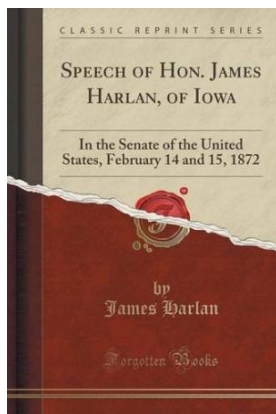 CLASSIC REPRINT SERIES
SPEECH OF HON. JAMES
HARLAN, OF IOWA
In the Senate of the United
States, February 14 and 15, 1872
by
James Harlan
Forgotten Books